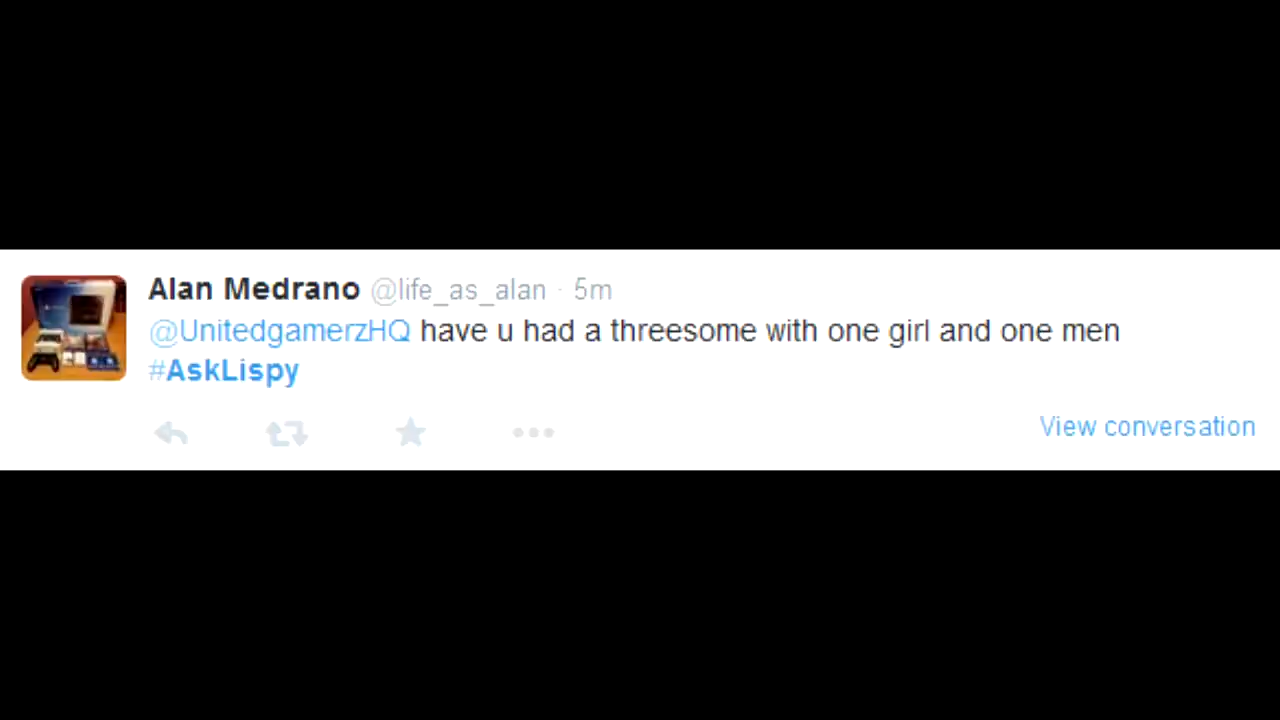 Alan Medrano @life_as_alan · 5m
@UnitedgamerzHQ have u had a threesome with one girl and one men
#AskLispy
View conversation